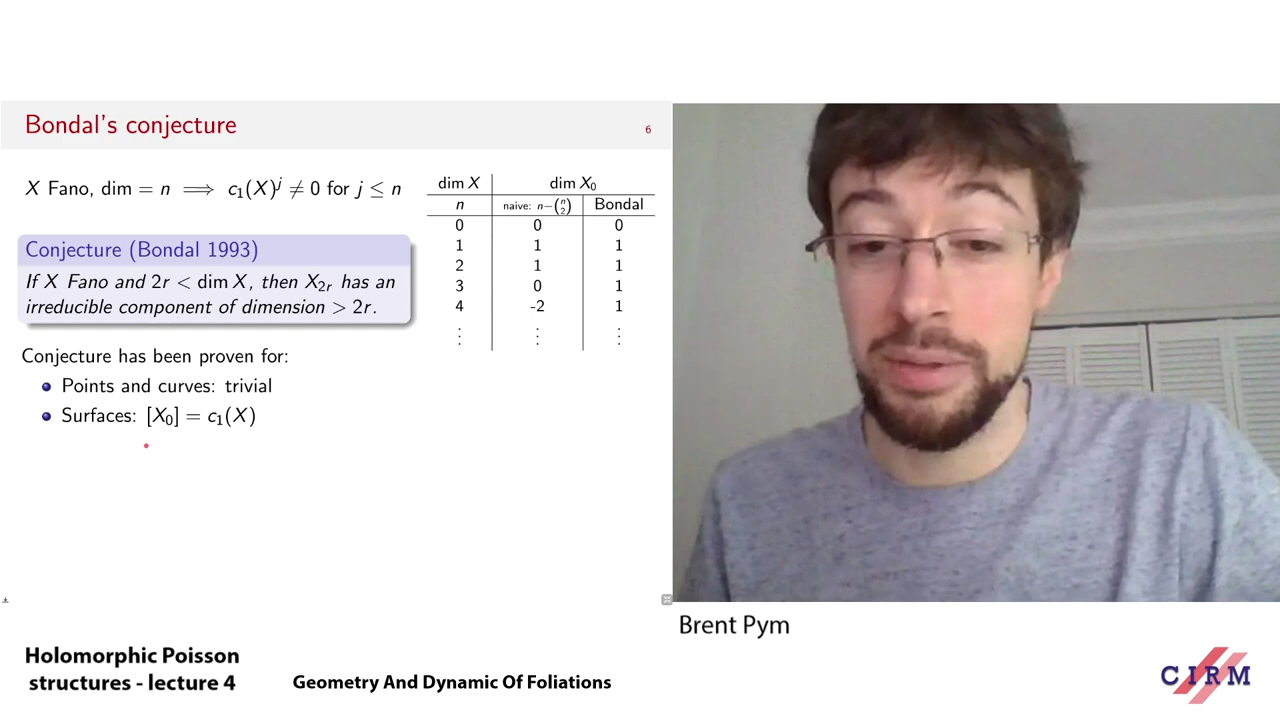 Bondal's conjecture
6
X Fano, dim = n ⟹ c₁(X)ʲ ≠ 0 for j ≤ n
Conjecture (Bondal 1993)
If X Fano and 2r < dim X, then X₂ᵣ has an
irreducible component of dimension > 2r.
dim X dim X₀
n naive: n−(n 2) Bondal
0 0 0
1 1 1
2 1 1
3 0 1
4 -2 1
⋮ ⋮ ⋮
Conjecture has been proven for:
Points and curves: trivial
Surfaces: [X₀] = c₁(X)
Brent Pym
Holomorphic Poisson
structures - lecture 4
Geometry And Dynamic Of Foliations
CIRM